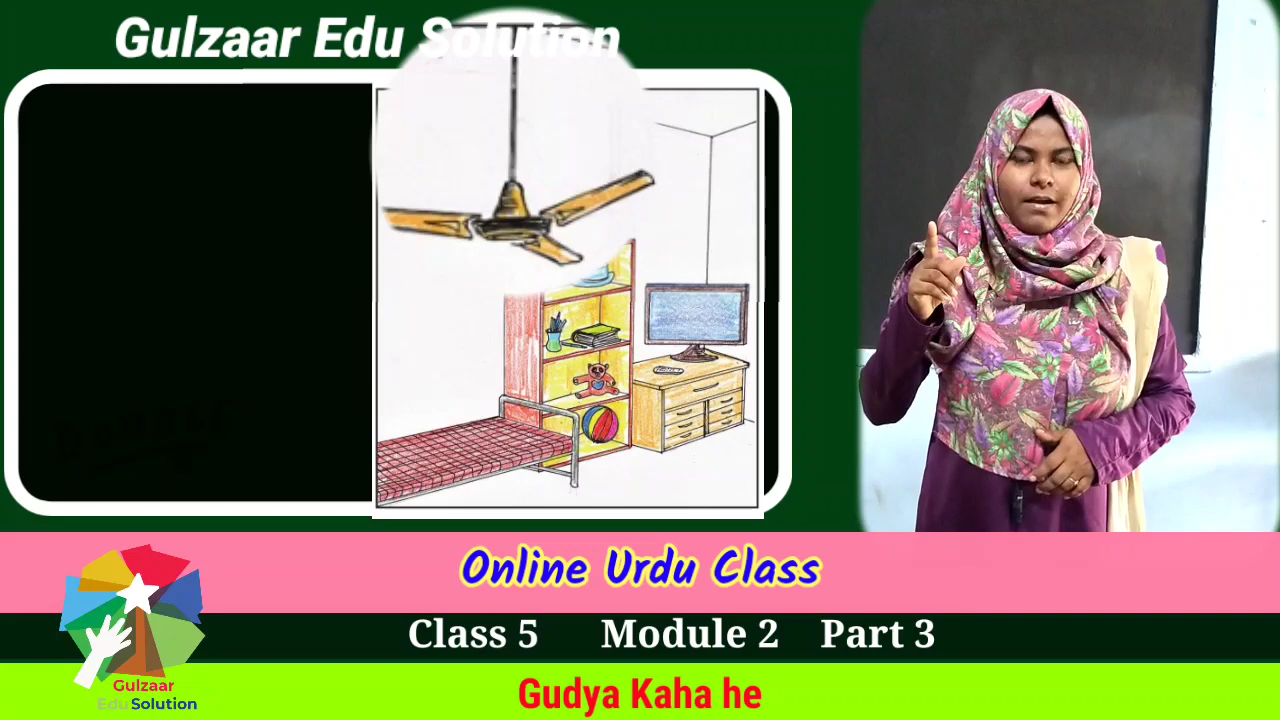 Gulzaar Edu Solution
Online Urdu Class
Class 5 Module 2 Part 3
Gudya Kaha he
Gulzaar
EduSolution